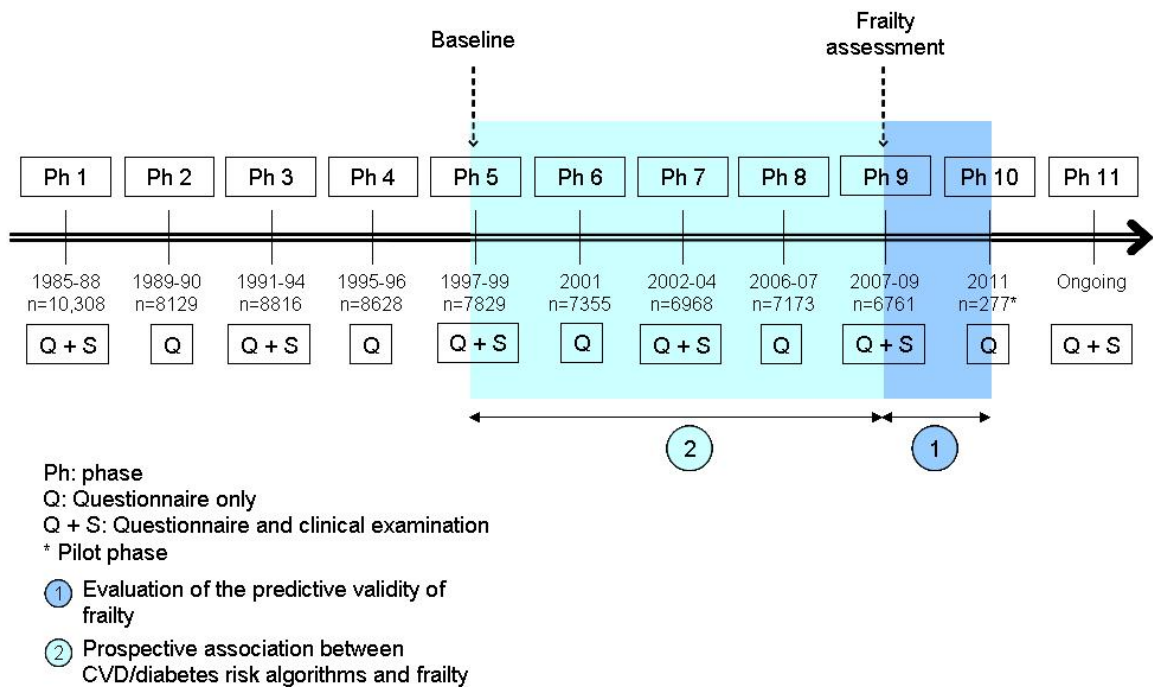 Baseline
Frailty
assessment
Ph 1
Ph 2
Ph 3
Ph 4
Ph 5
Ph 6
Ph 7
Ph 8
Ph 9
Ph 10
Ph 11
1985-88
n=10,308
1989-90
n=8129
1991-94
n=8816
1995-96
n=8628
1997-99
n=7829
2001
n=7355
2002-04
n=6968
2006-07
n=7173
2007-09
n=6761
2011
n=277*
Ongoing
Q + S
Q
Q + S
Q
Q + S
Q
Q + S
Q
Q + S
Q
Q + S
2
1
Ph: phase
Q: Questionnaire only
Q + S: Questionnaire and clinical examination
* Pilot phase
1 Evaluation of the predictive validity of
frailty
2 Prospective association between
CVD/diabetes risk algorithms and frailty